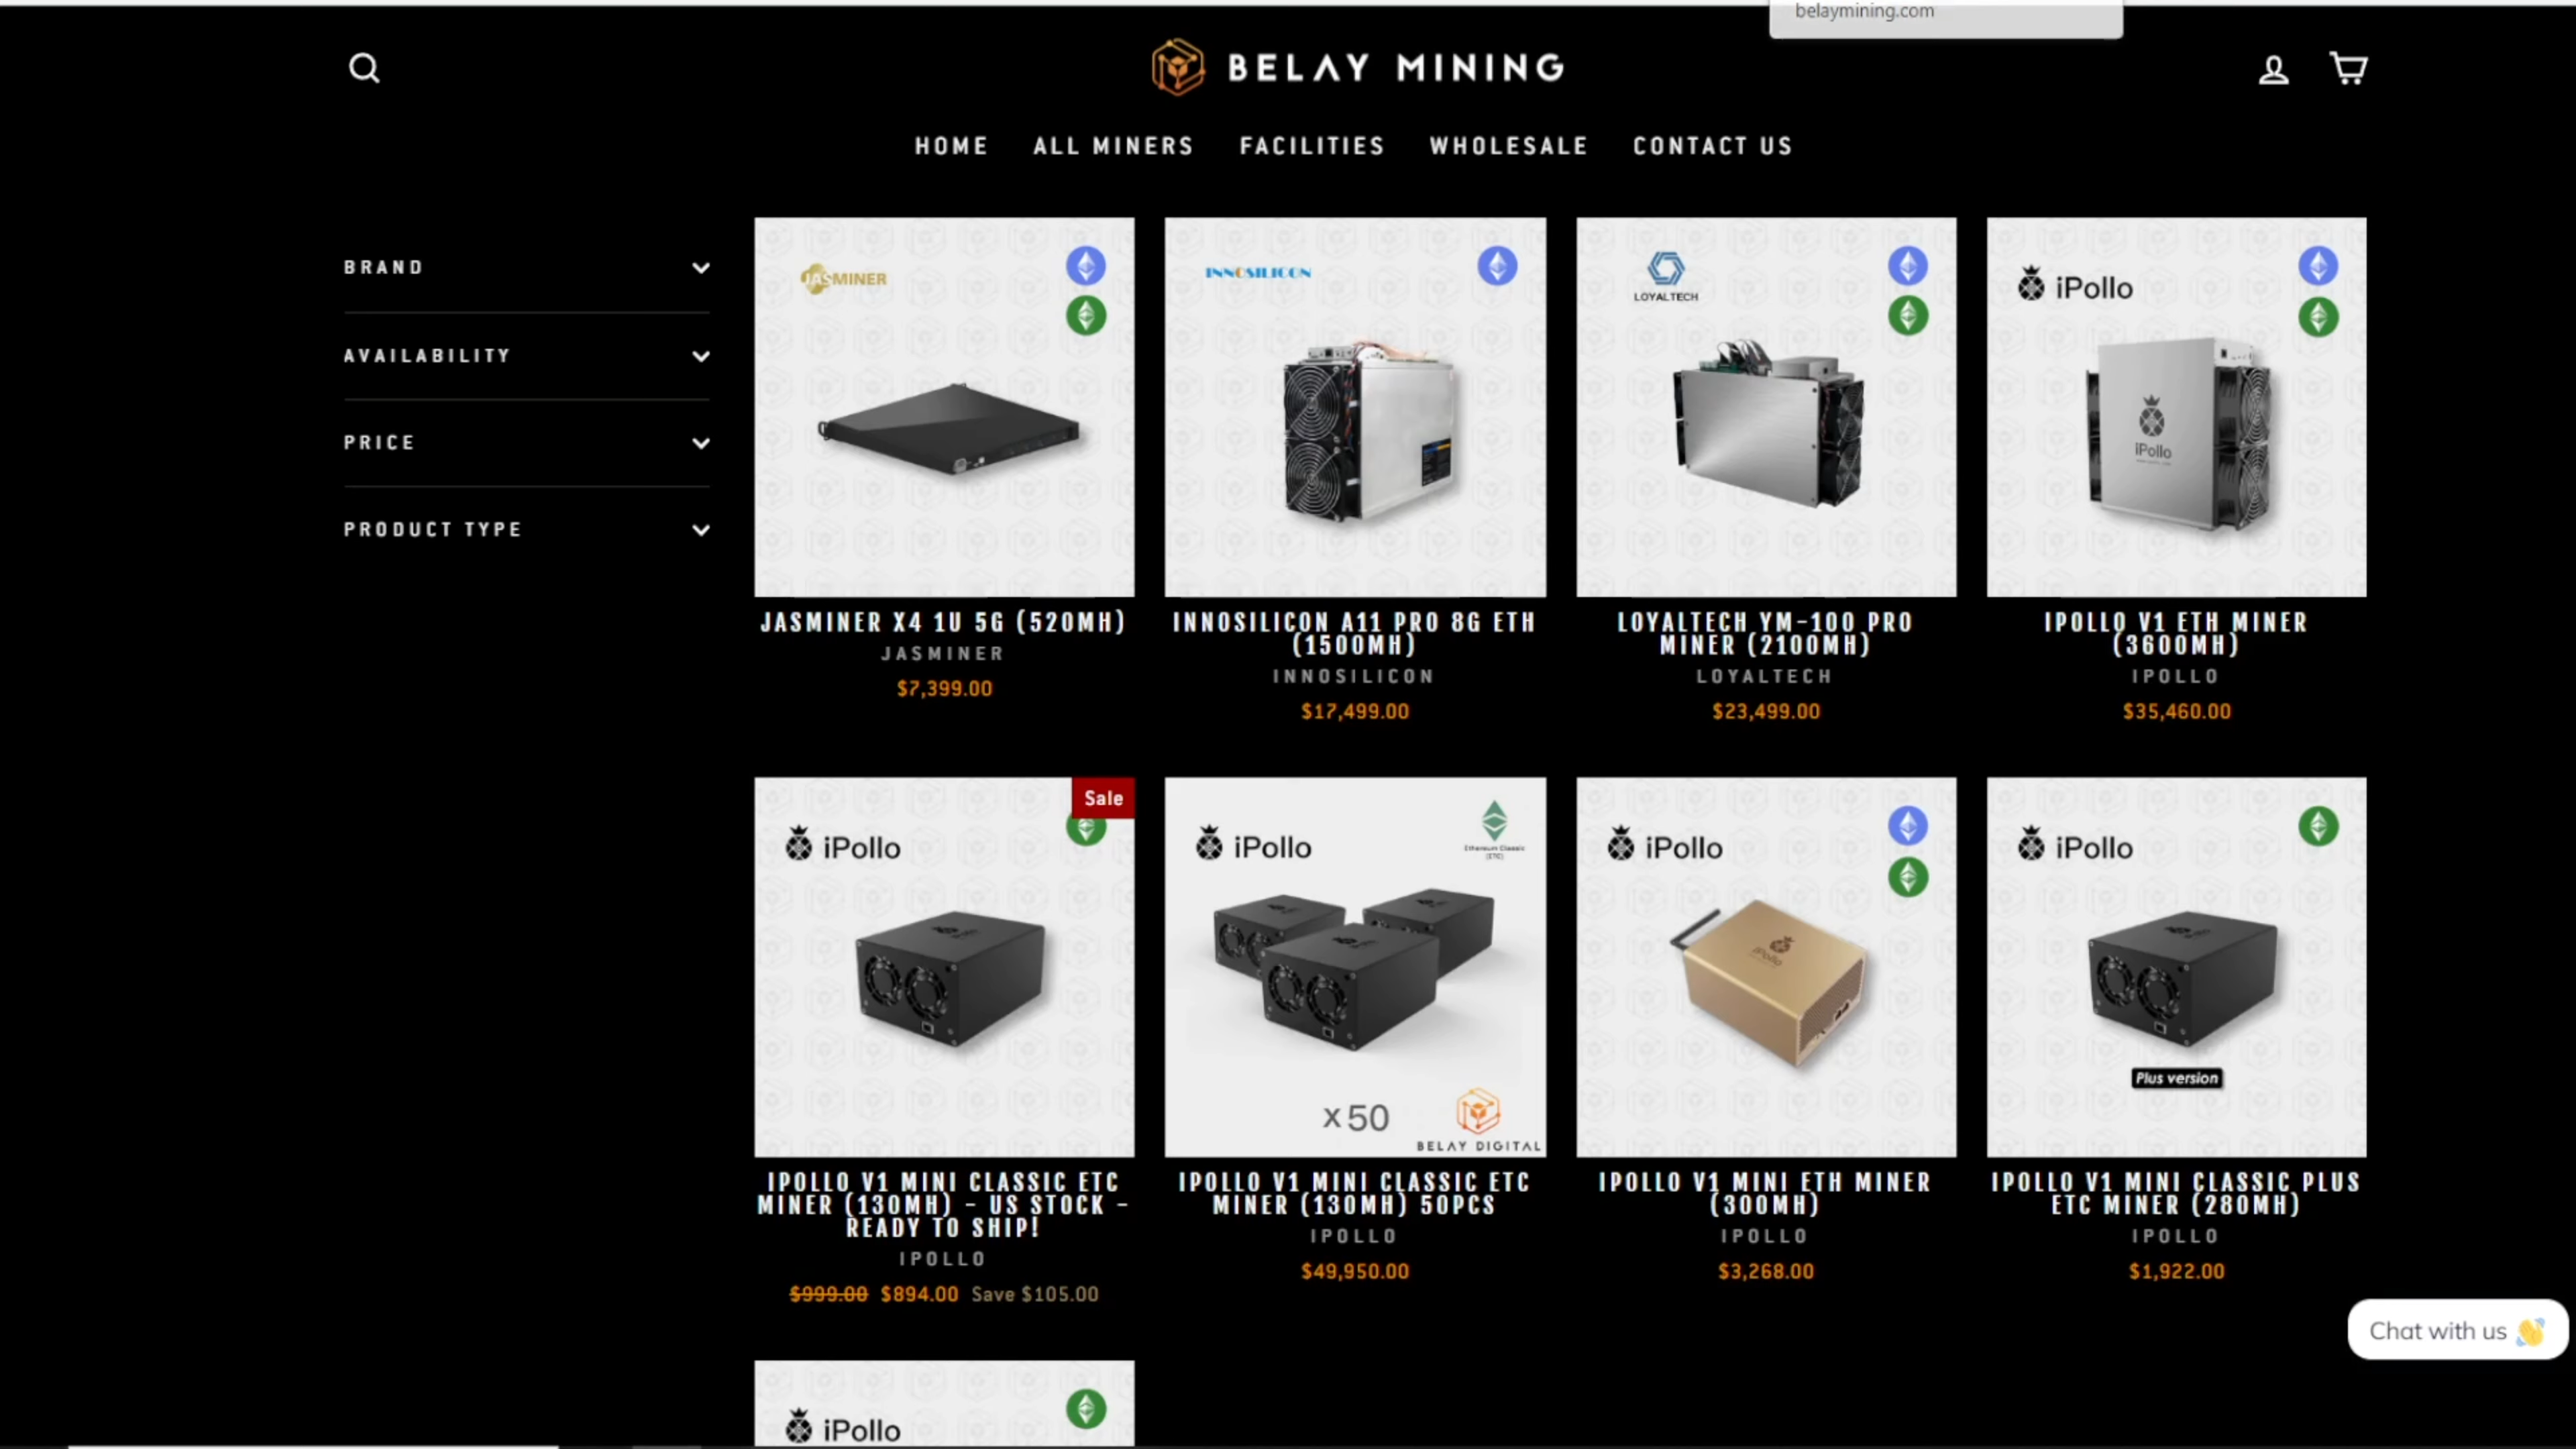 belaymining.com
BELAY MINING
HOME ALL MINERS FACILITIES WHOLESALE CONTACT US
BRAND
AVAILABILITY
PRICE
PRODUCT TYPE
JASMINER
INNOSILICON
LOYALTECH
iPollo
iPollo
JASMINER X4 1U 5G (520MH)
JASMINER
$7,399.00
INNOSILICON A11 PRO 8G ETH
(1500MH)
INNOSILICON
$17,499.00
LOYALTECH YM-100 PRO
MINER (2100MH)
LOYALTECH
$23,499.00
IPOLLO V1 ETH MINER
(3600MH)
IPOLLO
$35,460.00
Sale
iPollo
iPollo
Ethereum Classic
(ETC)
x50
BELAY DIGITAL
iPollo
iPollo
iPollo
Plus version
IPOLLO V1 MINI CLASSIC ETC
MINER (130MH) - US STOCK -
READY TO SHIP!
IPOLLO
$999.00 $894.00 Save $105.00
IPOLLO V1 MINI CLASSIC ETC
MINER (130MH) 50PCS
IPOLLO
$49,950.00
IPOLLO V1 MINI ETH MINER
(300MH)
IPOLLO
$3,268.00
IPOLLO V1 MINI CLASSIC PLUS
ETC MINER (280MH)
IPOLLO
$1,922.00
Chat with us
iPollo